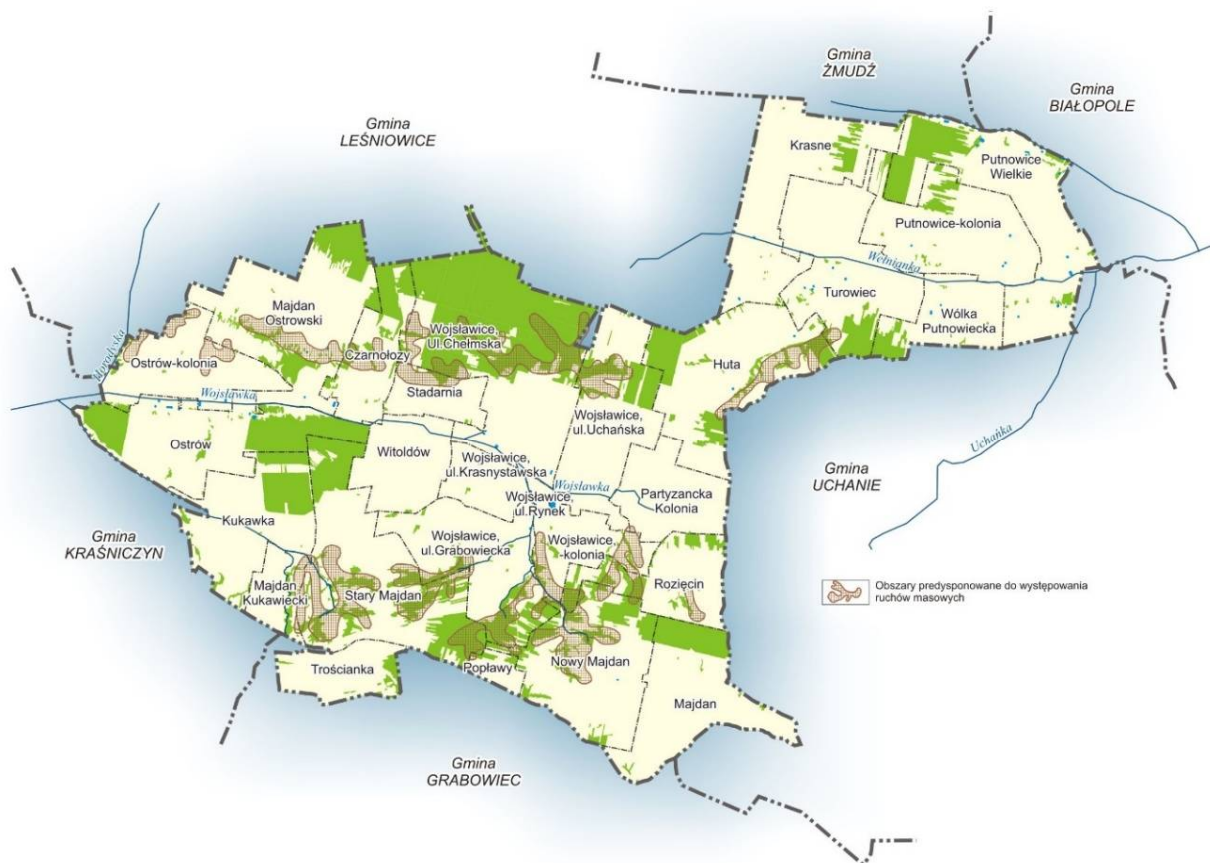 Gmina
ŻMUDŹ
Gmina
BIAŁOPOLE
Gmina
LEŚNIOWICE
Krasne
Putnowice
Wielkie
Putnowice-kolonia
Wełnianka
Turowiec
Wólka
Putnowiecka
Majdan
Ostrowski
Wojsławice,
Ul.Chełmska
Horodyska
Ostrów-kolonia
Czarnołozy
Huta
Stadarnia
Wojsławka
Wojsławice,
ul.Uchańska
Ostrów
Witoldów
Uchańka
Wojsławice,
ul.Krasnystawska
Gmina
UCHANIE
Wojsławka
Wojsławice,
ul.Rynek
Partyzancka
Kolonia
Kukawka
Gmina
KRAŚNICZYN
Wojsławice,
ul.Grabowiecka
Wojsławice,
-kolonia
Majdan
Kukawiecki
Stary Majdan
Rozięcin
Obszary predysponowane do występowania
ruchów masowych
Trościanka
Popławy
Nowy Majdan
Majdan
Gmina
GRABOWIEC